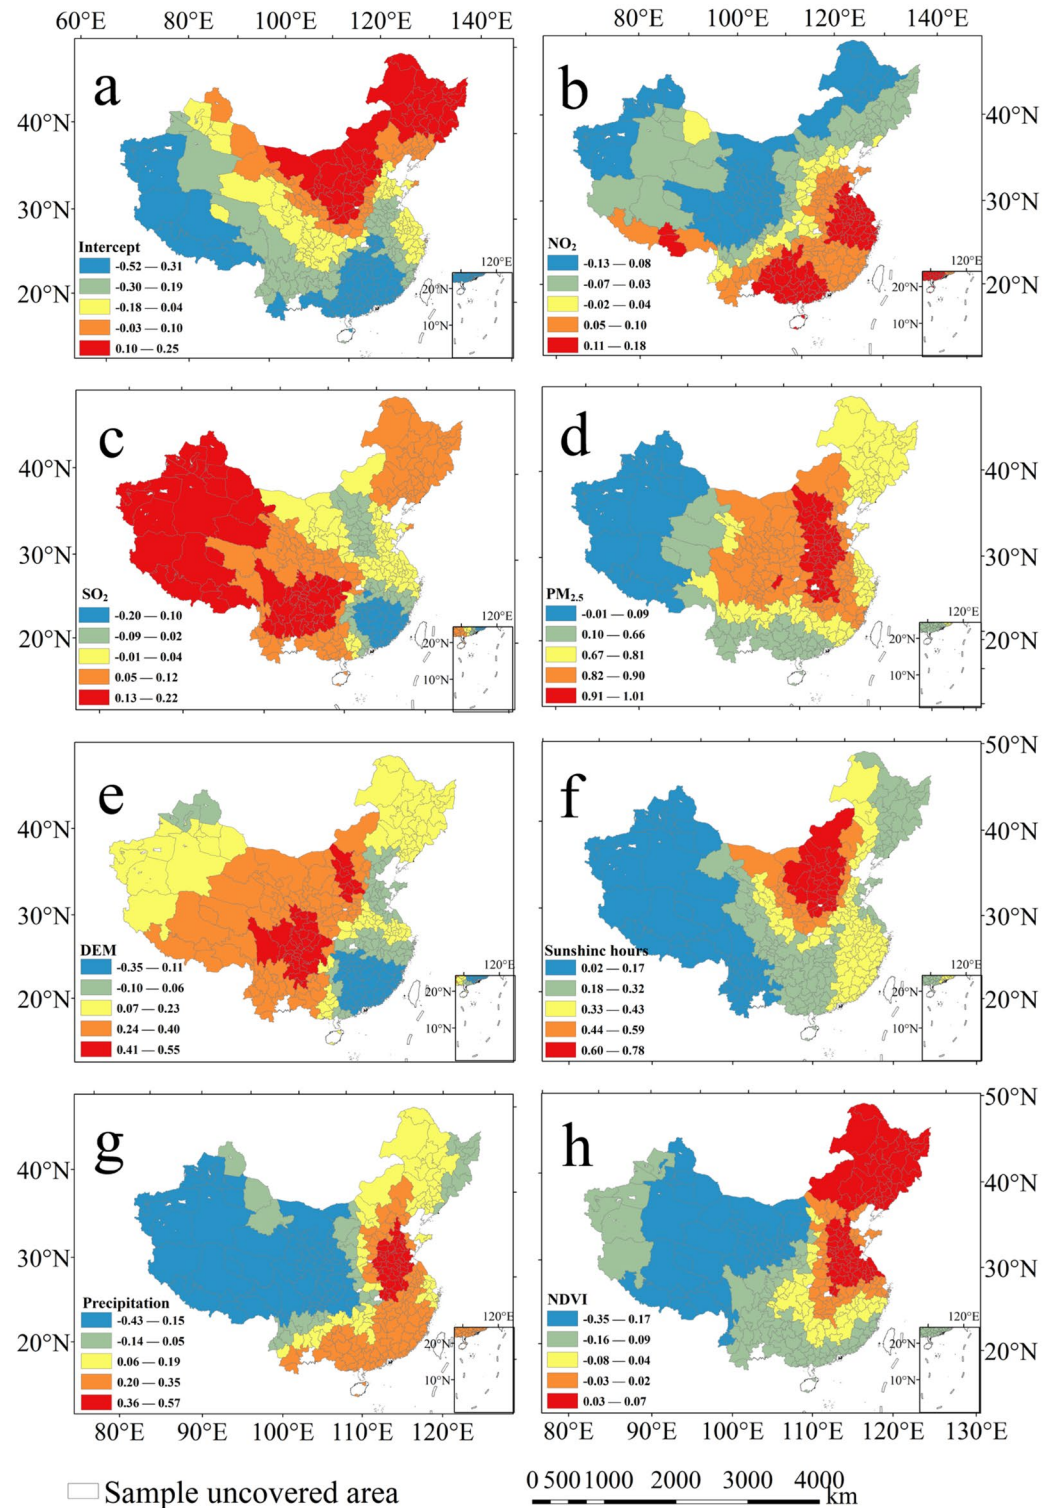 60°E 80°E 100°E 120°E 140°E 80°E 100°E 120°E 140°E
a
40°N
30°N
20°N
Intercept
-0.52 — 0.31
-0.30 — 0.19
-0.18 — 0.04
-0.03 — 0.10
0.10 — 0.25
120°E
20°N
10°N
b
40°N
30°N
20°N
NO₂
-0.13 — 0.08
-0.07 — 0.03
-0.02 — 0.04
0.05 — 0.10
0.11 — 0.18
120°E
20°N
10°N
c
40°N
30°N
20°N
SO₂
-0.20 — 0.10
-0.09 — 0.02
-0.01 — 0.04
0.05 — 0.12
0.13 — 0.22
120°E
20°N
10°N
d
40°N
30°N
20°N
PM₂.₅
-0.01 — 0.09
0.10 — 0.66
0.67 — 0.81
0.82 — 0.90
0.91 — 1.01
120°E
20°N
10°N
e
40°N
30°N
20°N
DEM
-0.35 — 0.11
-0.10 — 0.06
0.07 — 0.23
0.24 — 0.40
0.41 — 0.55
120°E
20°N
10°N
f
50°N
40°N
30°N
20°N
Sunshinc hours
0.02 — 0.17
0.18 — 0.32
0.33 — 0.43
0.44 — 0.59
0.60 — 0.78
120°E
20°N
10°N
g
40°N
30°N
20°N
Precipitation
-0.43 — 0.15
-0.14 — 0.05
0.06 — 0.19
0.20 — 0.35
0.36 — 0.57
120°E
20°N
10°N
h
50°N
40°N
30°N
20°N
NDVI
-0.35 — 0.17
-0.16 — 0.09
-0.08 — 0.04
-0.03 — 0.02
0.03 — 0.07
120°E
20°N
10°N
80°E 90°E 100°E 110°E 120°E 80°E 90°E 100°E 110°E 120°E 130°E
Sample uncovered area
0 500 1000 2000 3000 4000
km